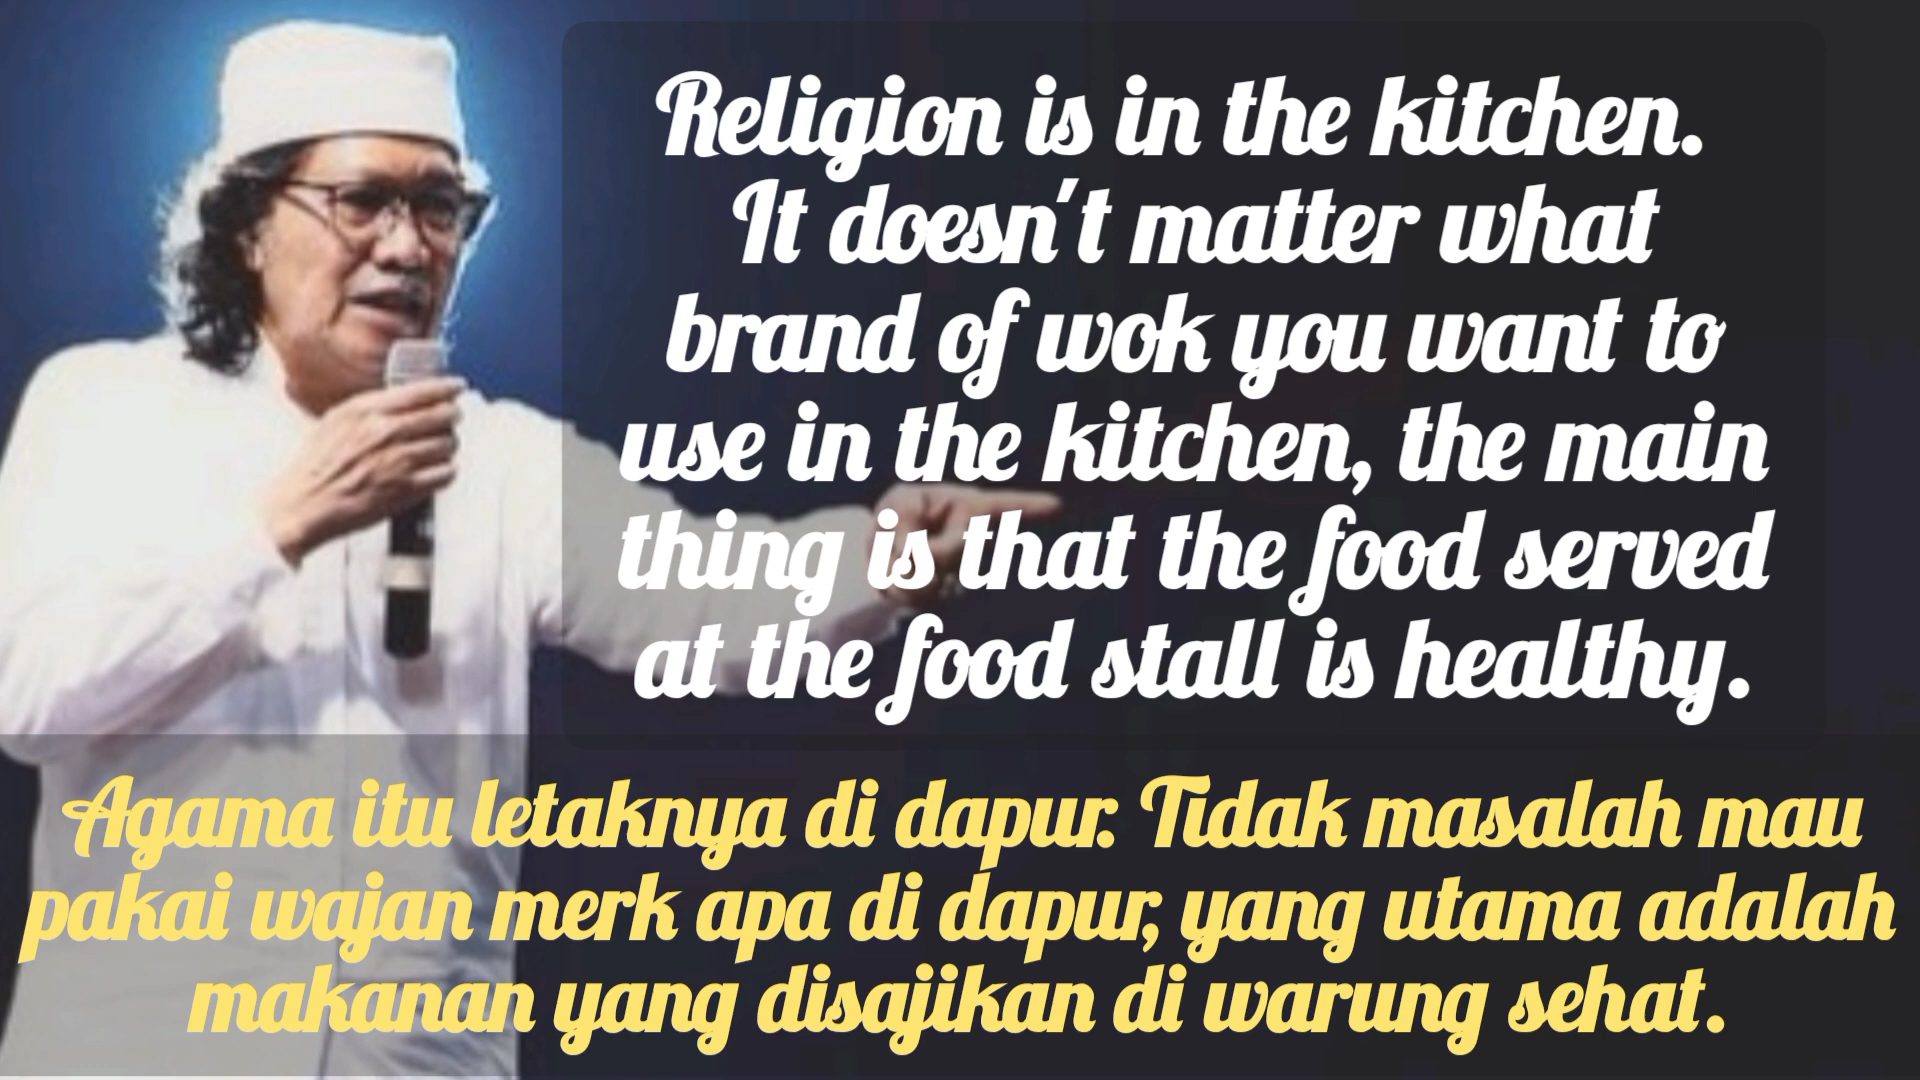 Religion is in the kitchen.
It doesn't matter what
brand of wok you want to
use in the kitchen, the main
thing is that the food served
at the food stall is healthy.
Agama itu letaknya di dapur. Tidak masalah mau
pakai wajan merk apa di dapur, yang utama adalah
makanan yang disajikan di warung sehat.